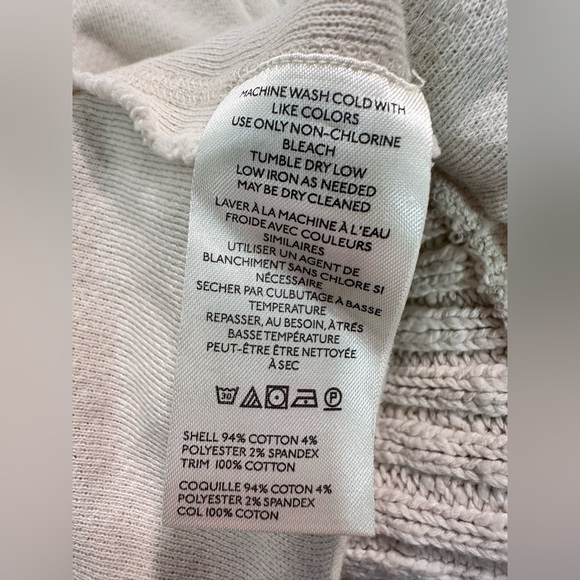 MACHINE WASH COLD WITH
LIKE COLORS
USE ONLY NON-CHLORINE
BLEACH
TUMBLE DRY LOW
LOW IRON AS NEEDED
MAY BE DRY CLEANED
LAVER À LA MACHINE À L'EAU
FROIDE AVEC COULEURS
SIMILAIRES
UTILISER UN AGENT DE
BLANCHIMENT SANS CHLORE SI
NÉCESSAIRE
SÉCHER PAR CULBUTAGE À BASSE
TEMPERATURE
REPASSER, AU BESOIN, À TRÈS
BASSE TEMPÉRATURE
PEUT-ÊTRE ÊTRE NETTOYÉE
À SEC
30 P
SHELL 94% COTTON 4%
POLYESTER 2% SPANDEX
TRIM 100% COTTON
COQUILLE 94% COTON 4%
POLYESTER 2% SPANDEX
COL 100% COTON